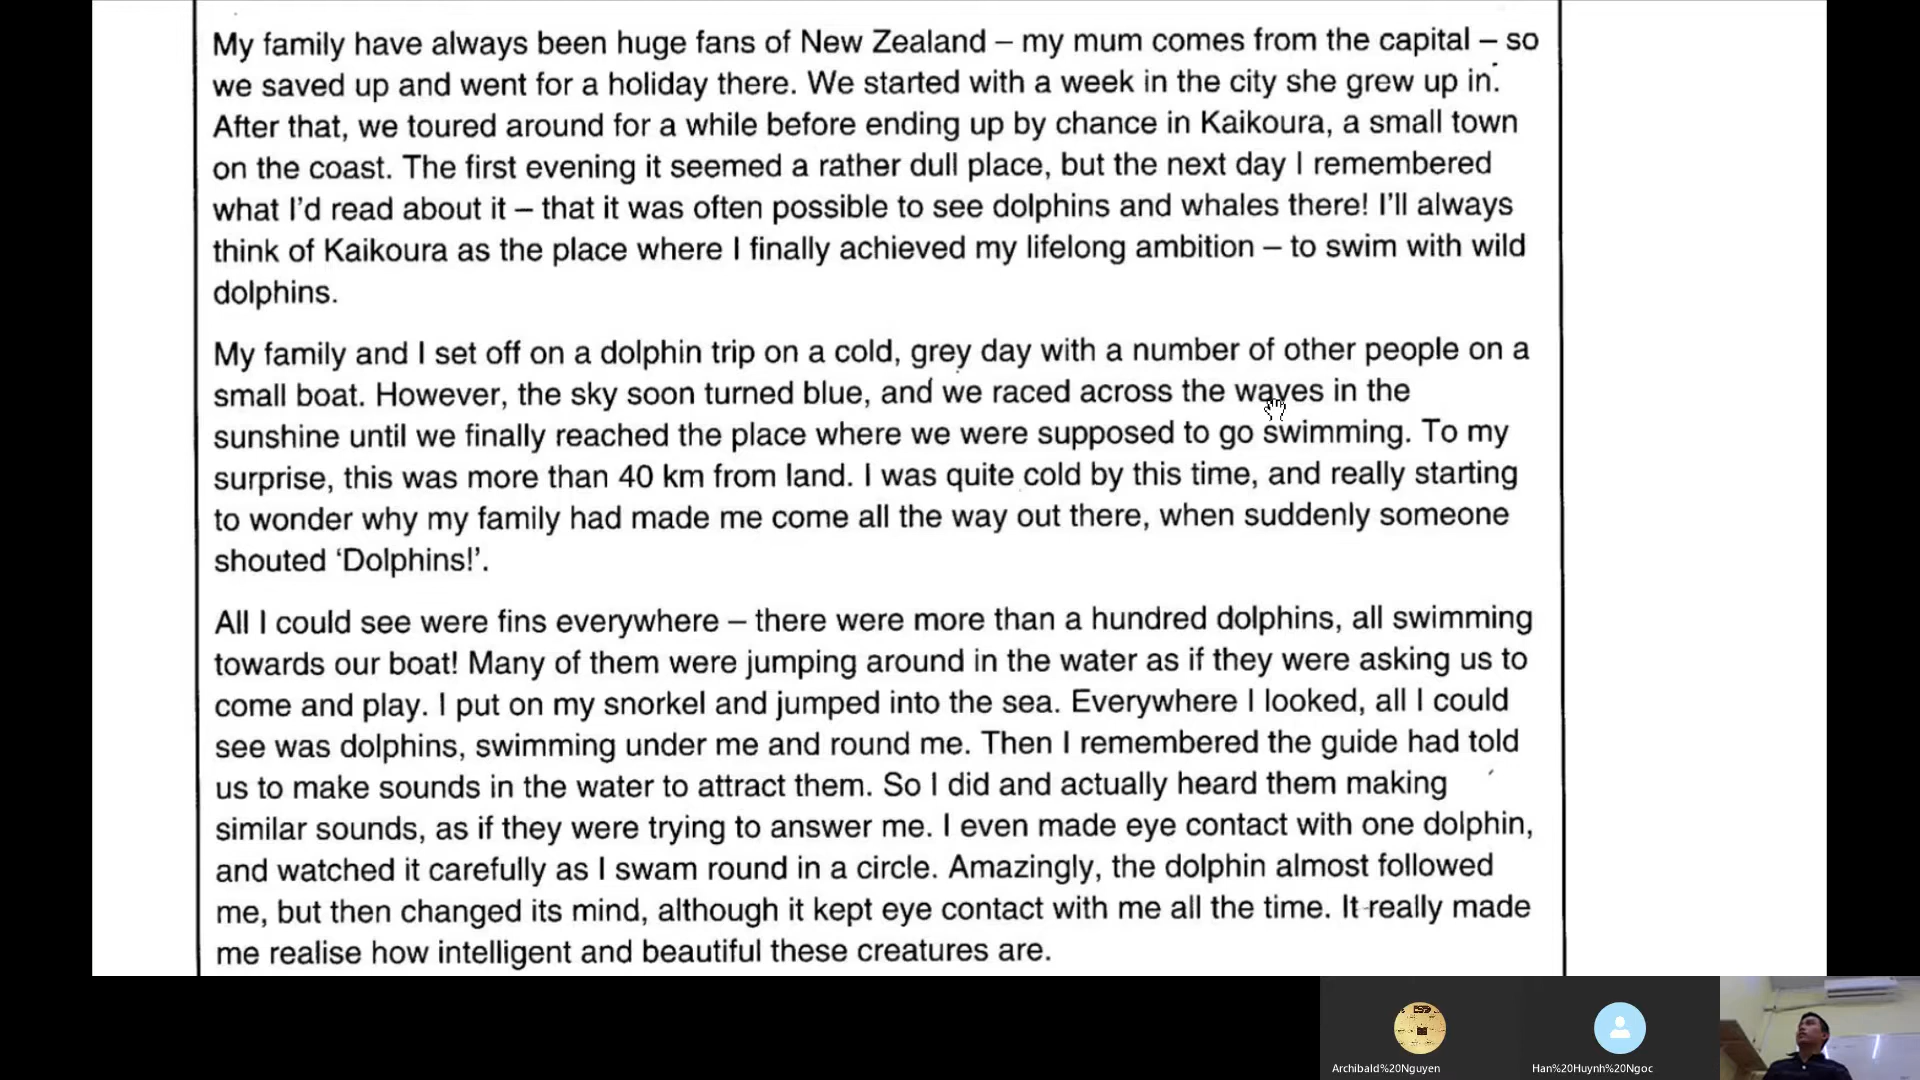 My family have always been huge fans of New Zealand – my mum comes from the capital – so
we saved up and went for a holiday there. We started with a week in the city she grew up in.
After that, we toured around for a while before ending up by chance in Kaikoura, a small town
on the coast. The first evening it seemed a rather dull place, but the next day I remembered
what I'd read about it – that it was often possible to see dolphins and whales there! I'll always
think of Kaikoura as the place where I finally achieved my lifelong ambition – to swim with wild
dolphins.
My family and I set off on a dolphin trip on a cold, grey day with a number of other people on a
small boat. However, the sky soon turned blue, and we raced across the waves in the
sunshine until we finally reached the place where we were supposed to go swimming. To my
surprise, this was more than 40 km from land. I was quite cold by this time, and really starting
to wonder why my family had made me come all the way out there, when suddenly someone
shouted ‘Dolphins!’.
All I could see were fins everywhere – there were more than a hundred dolphins, all swimming
towards our boat! Many of them were jumping around in the water as if they were asking us to
come and play. I put on my snorkel and jumped into the sea. Everywhere I looked, all I could
see was dolphins, swimming under me and round me. Then I remembered the guide had told
us to make sounds in the water to attract them. So I did and actually heard them making
similar sounds, as if they were trying to answer me. I even made eye contact with one dolphin,
and watched it carefully as I swam round in a circle. Amazingly, the dolphin almost followed
me, but then changed its mind, although it kept eye contact with me all the time. It really made
me realise how intelligent and beautiful these creatures are.
Archibald%20Nguyen
Han%20Huynh%20Ngoc